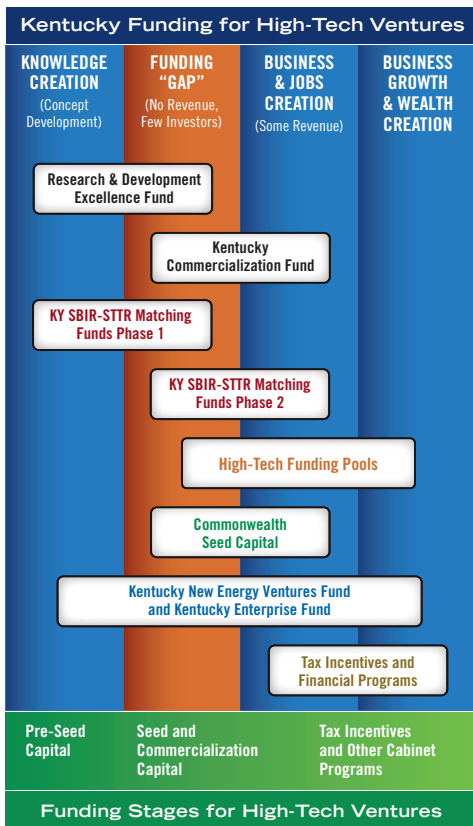 Kentucky Funding for High-Tech Ventures
KNOWLEDGE
CREATION
(Concept
Development)
FUNDING
“GAP”
(No Revenue,
Few Investors)
BUSINESS
& JOBS
CREATION
(Some Revenue)
BUSINESS
GROWTH
& WEALTH
CREATION
Research & Development
Excellence Fund
Kentucky
Commercialization Fund
KY SBIR-STTR Matching
Funds Phase 1
KY SBIR-STTR Matching
Funds Phase 2
High-Tech Funding Pools
Commonwealth
Seed Capital
Kentucky New Energy Ventures Fund
and Kentucky Enterprise Fund
Tax Incentives and
Financial Programs
Pre-Seed
Capital
Seed and
Commercialization
Capital
Tax Incentives
and Other Cabinet
Programs
Funding Stages for High-Tech Ventures